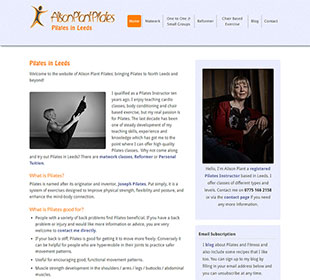 Alison Plant Pilates
Pilates in Leeds
Home
Matwork
One to One &
Small Groups
Reformer
Chair Based
Exercise
Blog
Contact
Pilates in Leeds
Welcome to the website of Alison Plant Pilates, bringing Pilates to North Leeds and
beyond!
I qualified as a Pilates Instructor
ten years ago. I enjoy teaching cardio
classes, body conditioning and chair
based exercise, but my real passion is
for Pilates. The last decade has been
one of steady development of my
teaching skills, experience and
knowledge which has got me to the
point where I can offer high quality
Pilates classes. Why not come along
and try out Pilates in Leeds? There are matwork classes, Reformer or Personal
Tuition.
What is Pilates?
Pilates is named after its originator and inventor, Joseph Pilates. Put simply, it is a
system of exercises designed to improve physical strength, flexibility and posture, and
enhance the mind-body connection.
What is Pilates good for?
People with a variety of back problems find Pilates beneficial. If you have a back
problem or injury and would like more information or advice, you are very
welcome to contact me directly.
If your back is stiff, Pilates is good for getting it to move more freely. Conversely it
can be helpful for people who are hypermobile in their joints to practise safer
movement patterns.
Useful for encouraging good, functional movement patterns.
Muscle strength development in the shoulders / arms / legs / buttocks / abdominal
muscles.
Hello, I'm Alison Plant a registered
Pilates Instructor based in Leeds. I
offer classes of different types and
levels. Contact me on 0775 198 2758
or via the contact page if you need
any more information.
Email Subscription
I blog about Pilates and Fitness and
also include some recipes that I like
too. You can sign up to my blog by
filling in your email address below and
you can unsubscribe at any time.